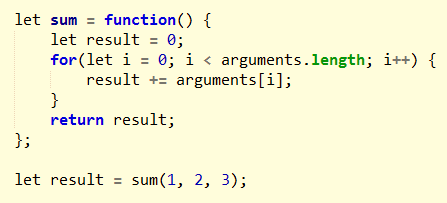 let sum = function() {
    let result = 0;
    for(let i = 0; i < arguments.length; i++) {
        result += arguments[i];
    }
    return result;
};

let result = sum(1, 2, 3);